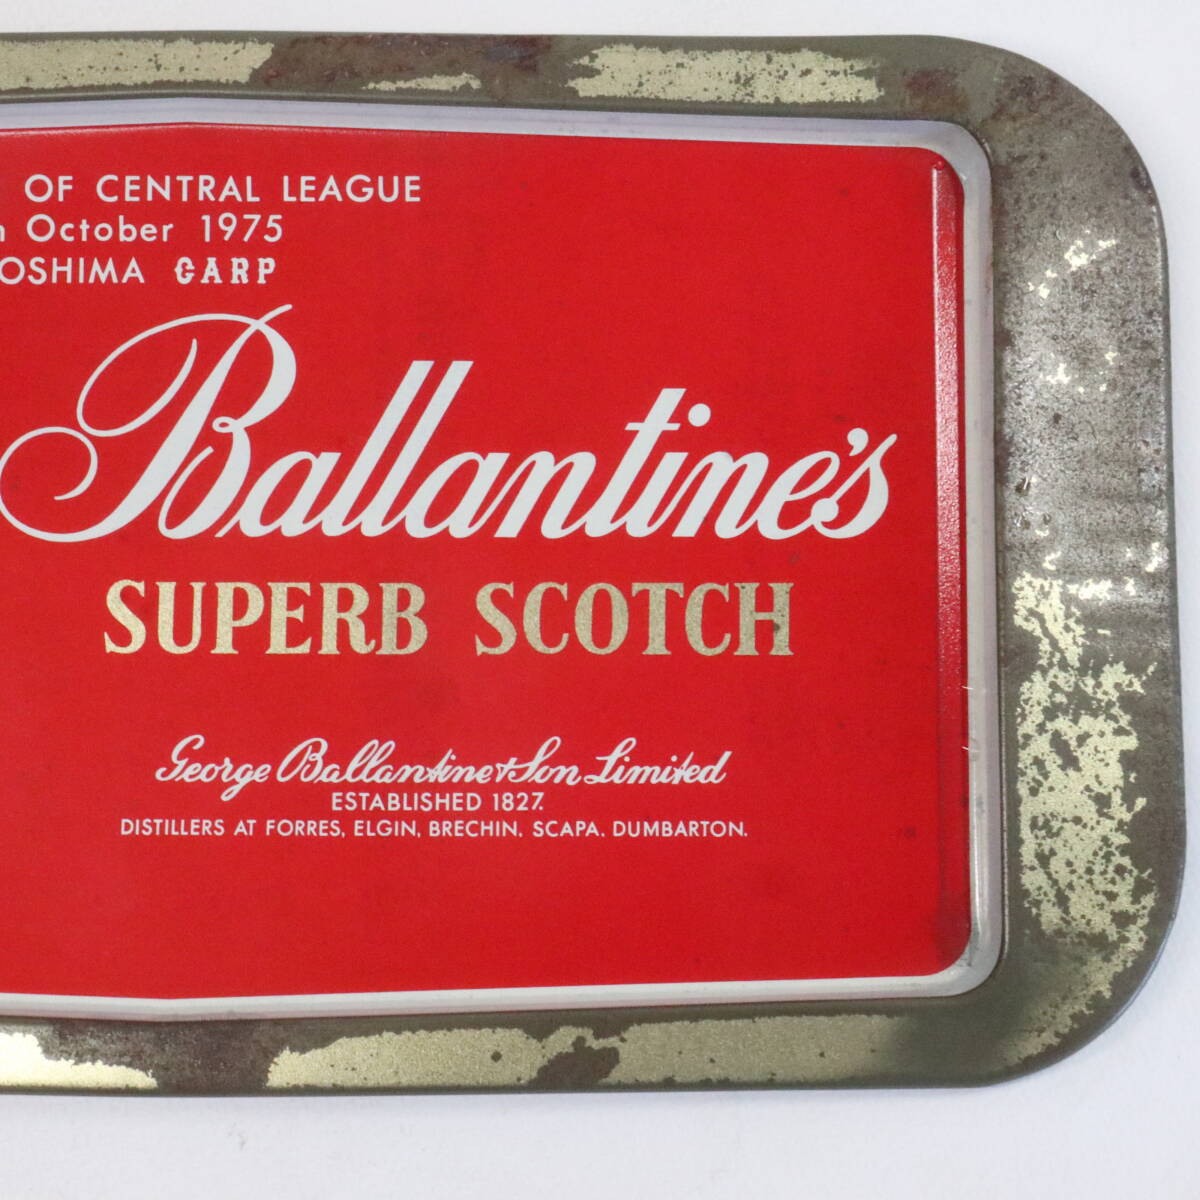 OF CENTRAL LEAGUE
October 1975
OSHIMA CARP
Ballantine's
SUPERB SCOTCH
George Ballantine & Son Limited
ESTABLISHED 1827.
DISTILLERS AT FORRES, ELGIN, BRECHIN. SCAPA. DUMBARTON.